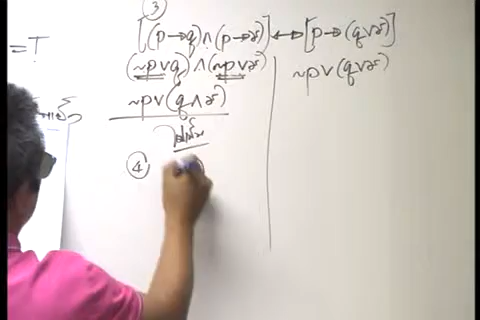 ③
[(p→q)∧(p→r)]↔[p→(q∨r)]
=T
(~p∨q)∧(~p∨r)
~p∨(q∨r)
~p∨(q∧r)
④